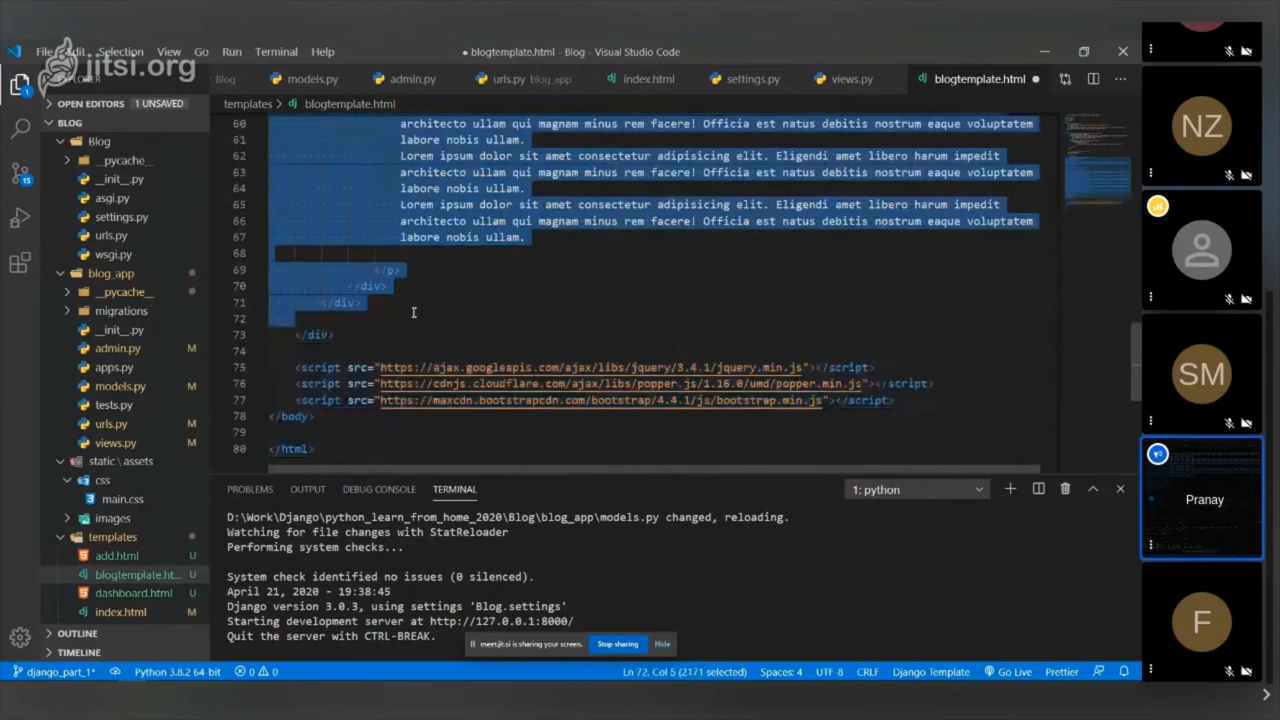 File Edit Selection View Go Run Terminal Help
● blogtemplate.html - Blog - Visual Studio Code
jitsi.org
Blog models.py admin.py urls.py blog_app index.html settings.py views.py blogtemplate.html
templates > blogtemplate.html
OPEN EDITORS 1 UNSAVED
BLOG
Blog
__pycache__
__init__.py
asgi.py
settings.py
urls.py
wsgi.py
blog_app
__pycache__
migrations
__init__.py
admin.py M
apps.py
models.py M
tests.py
urls.py M
views.py M
static\assets
css
main.css
images
templates
add.html U
blogtemplate.ht... U
dashboard.html U
index.html M
OUTLINE
TIMELINE
1
15
60 architecto ullam qui magnam minus rem facere! Officia est natus debitis nostrum eaque voluptatem
61 labore nobis ullam.
62 Lorem ipsum dolor sit amet consectetur adipisicing elit. Eligendi amet libero harum impedit
63 architecto ullam qui magnam minus rem facere! Officia est natus debitis nostrum eaque voluptatem
64 labore nobis ullam.
65 Lorem ipsum dolor sit amet consectetur adipisicing elit. Eligendi amet libero harum impedit
66 architecto ullam qui magnam minus rem facere! Officia est natus debitis nostrum eaque voluptatem
67 labore nobis ullam.
68
69 </p>
70 </div>
71 </div>
72
73 </div>
74
75 <script src="https://ajax.googleapis.com/ajax/libs/jquery/3.4.1/jquery.min.js"></script>
76 <script src="https://cdnjs.cloudflare.com/ajax/libs/popper.js/1.16.0/umd/popper.min.js"></script>
77 <script src="https://maxcdn.bootstrapcdn.com/bootstrap/4.4.1/js/bootstrap.min.js"></script>
78 </body>
79
80 </html>
PROBLEMS OUTPUT DEBUG CONSOLE TERMINAL 1: python
D:\Work\Django\python_learn_from_home_2020\Blog\blog_app\models.py changed, reloading.
Watching for file changes with StatReloader
Performing system checks...
System check identified no issues (0 silenced).
April 21, 2020 - 19:38:45
Django version 3.0.3, using settings 'Blog.settings'
Starting development server at http://127.0.0.1:8000/
Quit the server with CTRL-BREAK.
meet.jit.si is sharing your screen. Stop sharing Hide
django_part_1* Python 3.8.2 64-bit 0 0 Ln 72, Col 5 (2171 selected) Spaces: 4 UTF-8 CRLF Django Template Go Live Prettier
NZ
SM
Pranay
F